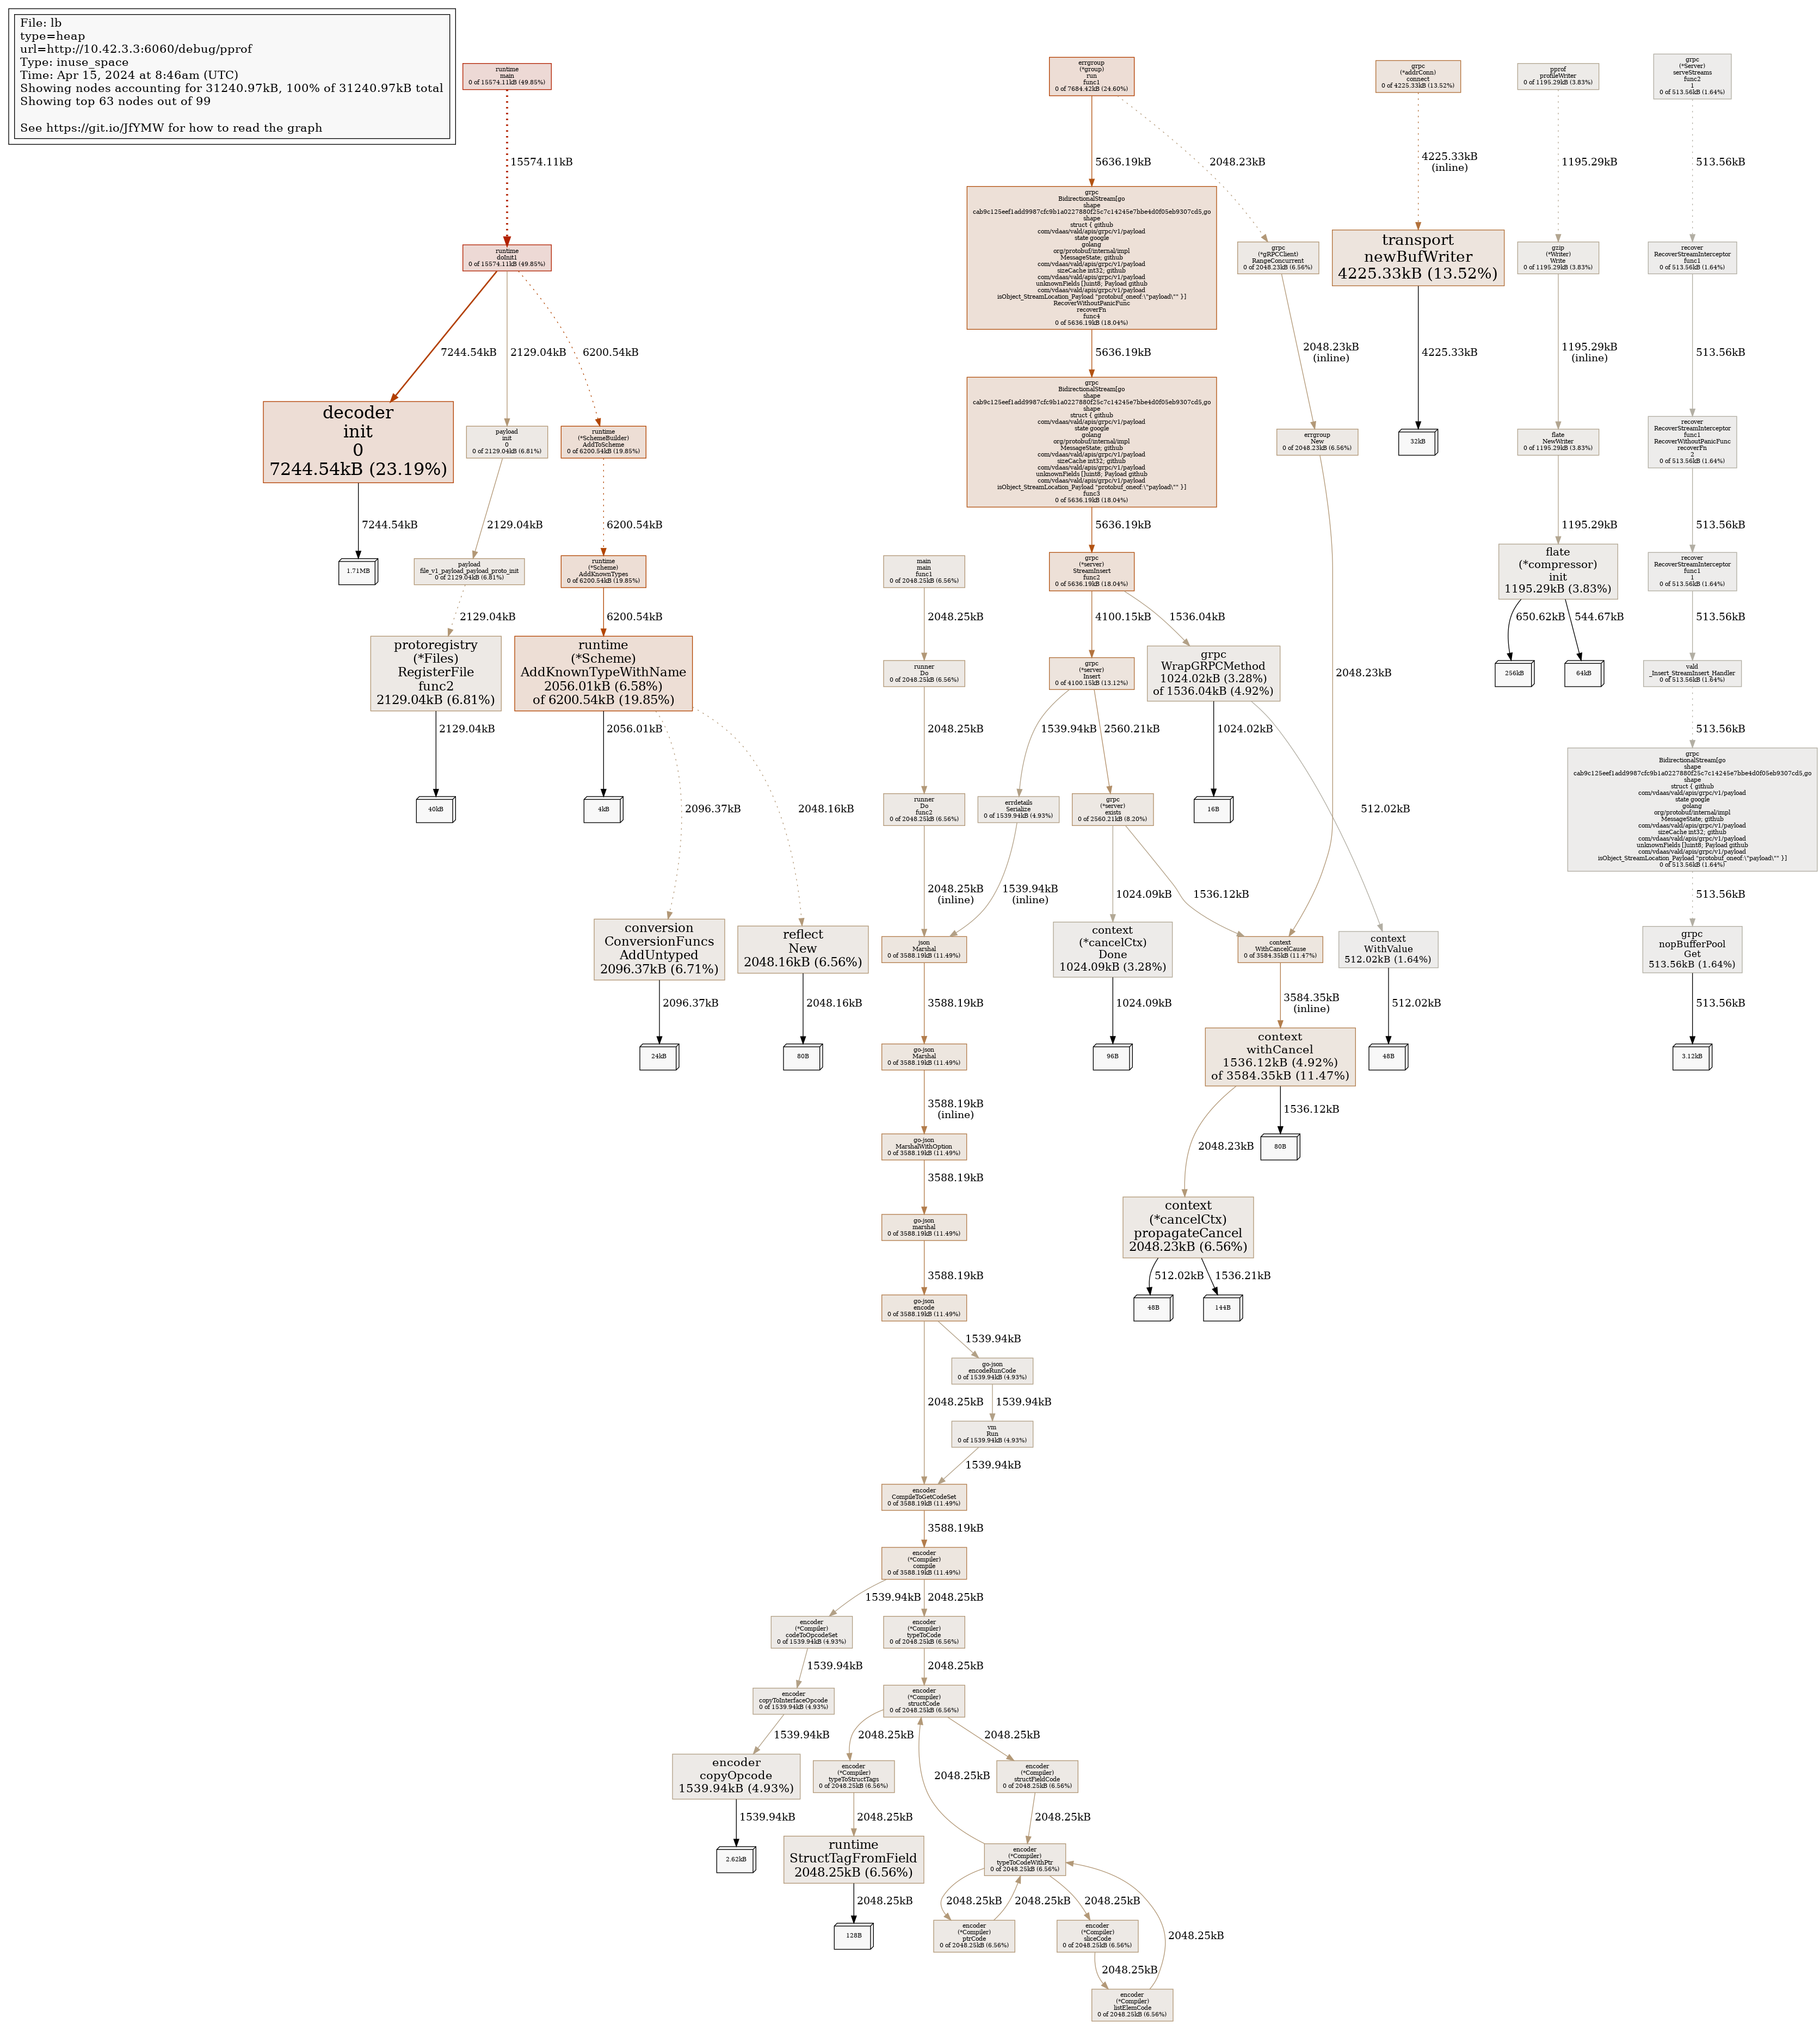 File: lb
type=heap
url=http://10.42.3.3:6060/debug/pprof
Type: inuse_space
Time: Apr 15, 2024 at 8:46am (UTC)
Showing nodes accounting for 31240.97kB, 100% of 31240.97kB total
Showing top 63 nodes out of 99
See https://git.io/JfYMW for how to read the graph
runtime
main
0 of 15574.11kB (49.85%)
15574.11kB
runtime
doInit1
0 of 15574.11kB (49.85%)
7244.54kB
2129.04kB
6200.54kB
decoder
init
0
7244.54kB (23.19%)
7244.54kB
1.71MB
payload
init
0
0 of 2129.04kB (6.81%)
2129.04kB
payload
file_v1_payload_payload_proto_init
0 of 2129.04kB (6.81%)
2129.04kB
protoregistry
(*Files)
RegisterFile
func2
2129.04kB (6.81%)
2129.04kB
40kB
runtime
(*SchemeBuilder)
AddToScheme
0 of 6200.54kB (19.85%)
6200.54kB
runtime
(*Scheme)
AddKnownTypes
0 of 6200.54kB (19.85%)
6200.54kB
runtime
(*Scheme)
AddKnownTypeWithName
2056.01kB (6.58%)
of 6200.54kB (19.85%)
2056.01kB
4kB
2096.37kB
2048.16kB
conversion
ConversionFuncs
AddUntyped
2096.37kB (6.71%)
2096.37kB
24kB
reflect
New
2048.16kB (6.56%)
2048.16kB
80B
errgroup
(*group)
run
func1
0 of 7684.42kB (24.60%)
5636.19kB
2048.23kB
grpc
BidirectionalStream[go
shape
cab9c125eef1add9987cfc9b1a0227880f25c7c14245e7bbe4d0f05eb9307cd5,go
shape
struct { github
com/vdaas/vald/apis/grpc/v1/payload
state google
golang
org/protobuf/internal/impl
MessageState; github
com/vdaas/vald/apis/grpc/v1/payload
sizeCache int32; github
com/vdaas/vald/apis/grpc/v1/payload
unknownFields []uint8; Payload github
com/vdaas/vald/apis/grpc/v1/payload
isObject_StreamLocation_Payload "protobuf_oneof:\"payload\"" }]
RecoverWithoutPanicFunc
recoverFn
func4
0 of 5636.19kB (18.04%)
5636.19kB
grpc
BidirectionalStream[go
shape
cab9c125eef1add9987cfc9b1a0227880f25c7c14245e7bbe4d0f05eb9307cd5,go
shape
struct { github
com/vdaas/vald/apis/grpc/v1/payload
state google
golang
org/protobuf/internal/impl
MessageState; github
com/vdaas/vald/apis/grpc/v1/payload
sizeCache int32; github
com/vdaas/vald/apis/grpc/v1/payload
unknownFields []uint8; Payload github
com/vdaas/vald/apis/grpc/v1/payload
isObject_StreamLocation_Payload "protobuf_oneof:\"payload\"" }]
func3
0 of 5636.19kB (18.04%)
5636.19kB
grpc
(*server)
StreamInsert
func2
0 of 5636.19kB (18.04%)
4100.15kB
1536.04kB
grpc
(*server)
Insert
0 of 4100.15kB (13.12%)
1539.94kB
2560.21kB
grpc
WrapGRPCMethod
1024.02kB (3.28%)
of 1536.04kB (4.92%)
1024.02kB
16B
512.02kB
grpc
(*gRPCClient)
RangeConcurrent
0 of 2048.23kB (6.56%)
2048.23kB
(inline)
errgroup
New
0 of 2048.23kB (6.56%)
2048.23kB
main
main
func1
0 of 2048.25kB (6.56%)
2048.25kB
runner
Do
0 of 2048.25kB (6.56%)
2048.25kB
runner
Do
func2
0 of 2048.25kB (6.56%)
2048.25kB
(inline)
errdetails
Serialize
0 of 1539.94kB (4.93%)
1539.94kB
(inline)
grpc
(*server)
exists
0 of 2560.21kB (8.20%)
1024.09kB
1536.12kB
json
Marshal
0 of 3588.19kB (11.49%)
3588.19kB
go-json
Marshal
0 of 3588.19kB (11.49%)
3588.19kB
(inline)
go-json
MarshalWithOption
0 of 3588.19kB (11.49%)
3588.19kB
go-json
marshal
0 of 3588.19kB (11.49%)
3588.19kB
go-json
encode
0 of 3588.19kB (11.49%)
1539.94kB
2048.25kB
go-json
encodeRunCode
0 of 1539.94kB (4.93%)
1539.94kB
vm
Run
0 of 1539.94kB (4.93%)
1539.94kB
encoder
CompileToGetCodeSet
0 of 3588.19kB (11.49%)
3588.19kB
encoder
(*Compiler)
compile
0 of 3588.19kB (11.49%)
1539.94kB
2048.25kB
encoder
(*Compiler)
codeToOpcodeSet
0 of 1539.94kB (4.93%)
1539.94kB
encoder
copyToInterfaceOpcode
0 of 1539.94kB (4.93%)
1539.94kB
encoder
copyOpcode
1539.94kB (4.93%)
1539.94kB
2.62kB
encoder
(*Compiler)
typeToCode
0 of 2048.25kB (6.56%)
2048.25kB
encoder
(*Compiler)
structCode
0 of 2048.25kB (6.56%)
2048.25kB
2048.25kB
encoder
(*Compiler)
typeToStructTags
0 of 2048.25kB (6.56%)
2048.25kB
runtime
StructTagFromField
2048.25kB (6.56%)
2048.25kB
128B
2048.25kB
encoder
(*Compiler)
structFieldCode
0 of 2048.25kB (6.56%)
2048.25kB
encoder
(*Compiler)
typeToCodeWithPtr
0 of 2048.25kB (6.56%)
2048.25kB
2048.25kB
2048.25kB
encoder
(*Compiler)
ptrCode
0 of 2048.25kB (6.56%)
encoder
(*Compiler)
sliceCode
0 of 2048.25kB (6.56%)
2048.25kB
2048.25kB
encoder
(*Compiler)
listElemCode
0 of 2048.25kB (6.56%)
context
(*cancelCtx)
Done
1024.09kB (3.28%)
1024.09kB
96B
context
WithCancelCause
0 of 3584.35kB (11.47%)
3584.35kB
(inline)
context
withCancel
1536.12kB (4.92%)
of 3584.35kB (11.47%)
2048.23kB
1536.12kB
80B
context
(*cancelCtx)
propagateCancel
2048.23kB (6.56%)
512.02kB
1536.21kB
48B
144B
context
WithValue
512.02kB (1.64%)
512.02kB
48B
grpc
(*addrConn)
connect
0 of 4225.33kB (13.52%)
4225.33kB
(inline)
transport
newBufWriter
4225.33kB (13.52%)
4225.33kB
32kB
pprof
profileWriter
0 of 1195.29kB (3.83%)
1195.29kB
gzip
(*Writer)
Write
0 of 1195.29kB (3.83%)
1195.29kB
(inline)
flate
NewWriter
0 of 1195.29kB (3.83%)
1195.29kB
flate
(*compressor)
init
1195.29kB (3.83%)
650.62kB
544.67kB
256kB
64kB
grpc
(*Server)
serveStreams
func2
1
0 of 513.56kB (1.64%)
513.56kB
recover
RecoverStreamInterceptor
func1
0 of 513.56kB (1.64%)
513.56kB
recover
RecoverStreamInterceptor
func1
RecoverWithoutPanicFunc
recoverFn
2
0 of 513.56kB (1.64%)
513.56kB
recover
RecoverStreamInterceptor
func1
1
0 of 513.56kB (1.64%)
513.56kB
vald
_Insert_StreamInsert_Handler
0 of 513.56kB (1.64%)
513.56kB
grpc
BidirectionalStream[go
shape
cab9c125eef1add9987cfc9b1a0227880f25c7c14245e7bbe4d0f05eb9307cd5,go
shape
struct { github
com/vdaas/vald/apis/grpc/v1/payload
state google
golang
org/protobuf/internal/impl
MessageState; github
com/vdaas/vald/apis/grpc/v1/payload
sizeCache int32; github
com/vdaas/vald/apis/grpc/v1/payload
unknownFields []uint8; Payload github
com/vdaas/vald/apis/grpc/v1/payload
isObject_StreamLocation_Payload "protobuf_oneof:\"payload\"" }]
0 of 513.56kB (1.64%)
513.56kB
grpc
nopBufferPool
Get
513.56kB (1.64%)
513.56kB
3.12kB